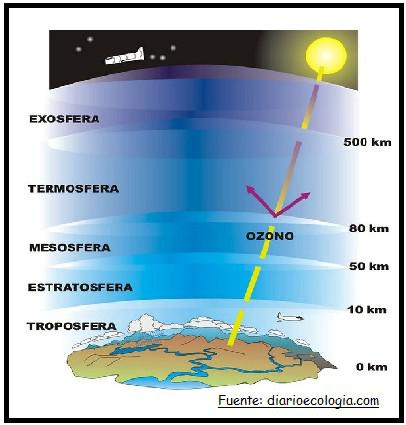 EXOSFERA
500 km
TERMOSFERA
80 km
OZONO
MESOSFERA
50 km
ESTRATOSFERA
10 km
TROPOSFERA
0 km
Fuente: diarioecologia.com